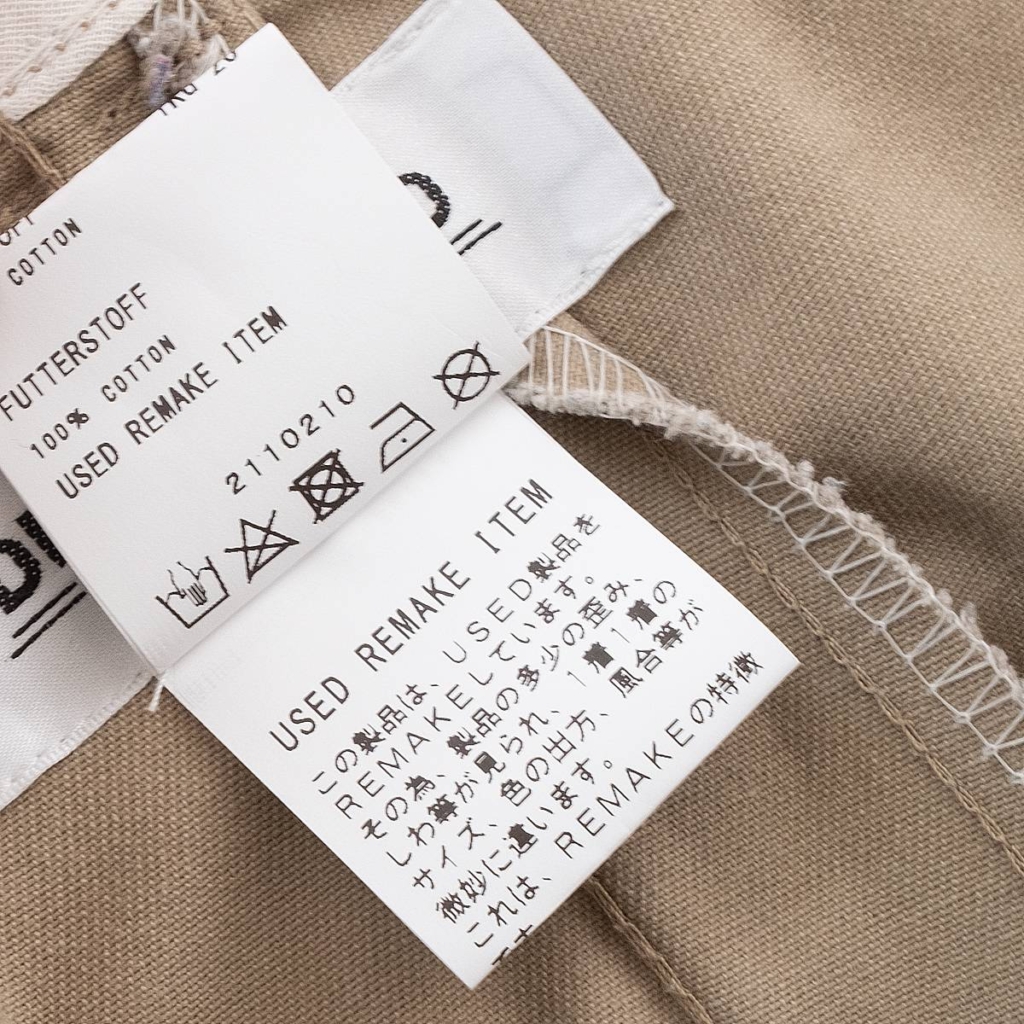 COTTON
FUTTERSTOFF
100% COTTON
USED REMAKE ITEM
2110210
USED REMAKE ITEM
この製品は、USED製品を
REMAKEしています。
その為、製品の多少の歪み、
しわ等が見られ、1着1着の
サイズ、色の出方、風合等が
微妙に違います。
これは、REMAKEの特徴
です